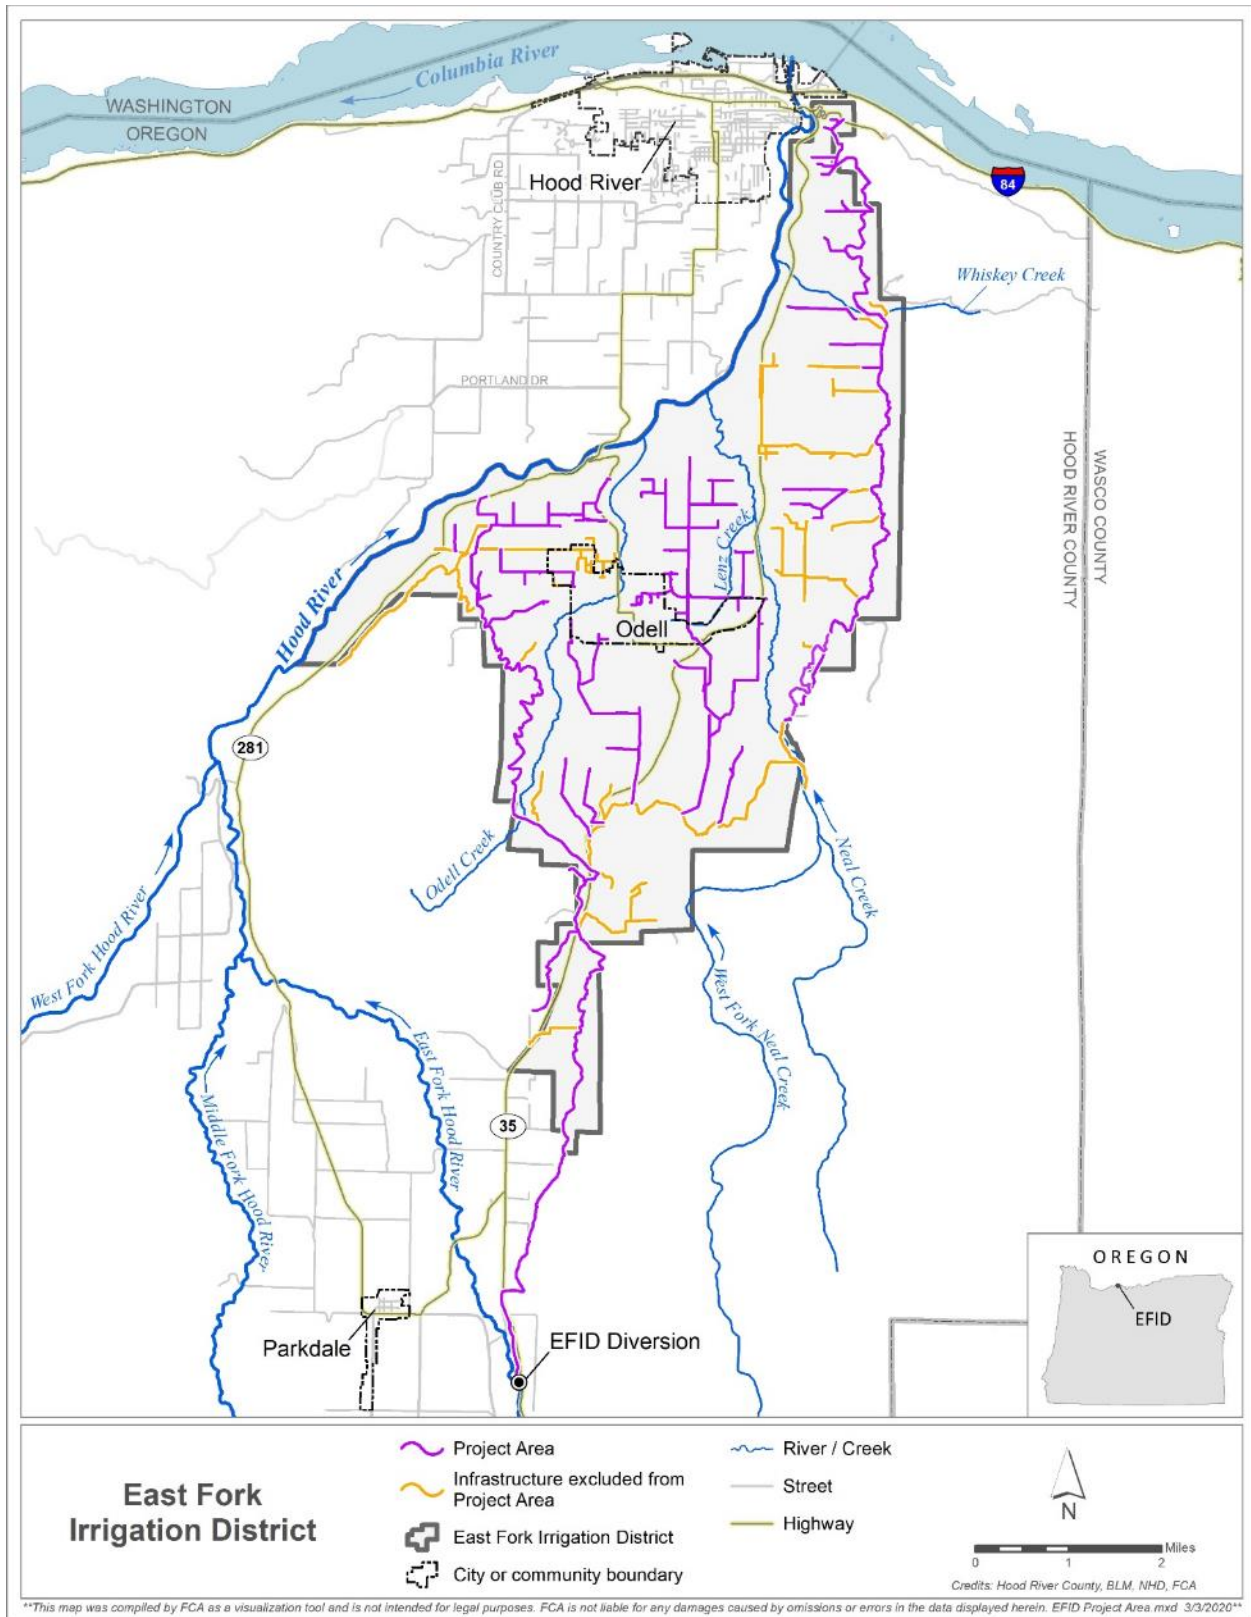 Columbia River
WASHINGTON
OREGON
Hood River
COUNTRY CLUB RD
84
Whiskey Creek
PORTLAND DR
WASCO COUNTY
HOOD RIVER COUNTY
Lenz Creek
Hood River
Odell
281
Odell Creek
Neal Creek
West Fork Hood River
West Fork Neal Creek
East Fork Hood River
Middle Fork Hood River
35
Parkdale
EFID Diversion
OREGON
EFID
East Fork
Irrigation District
Project Area
Infrastructure excluded from
Project Area
East Fork Irrigation District
City or community boundary
River / Creek
Street
Highway
N
Miles
0 1 2
Credits: Hood River County, BLM, NHD, FCA
**This map was compiled by FCA as a visualization tool and is not intended for legal purposes. FCA is not liable for any damages caused by omissions or errors in the data displayed herein. EFID Project Area.mxd 3/3/2020**